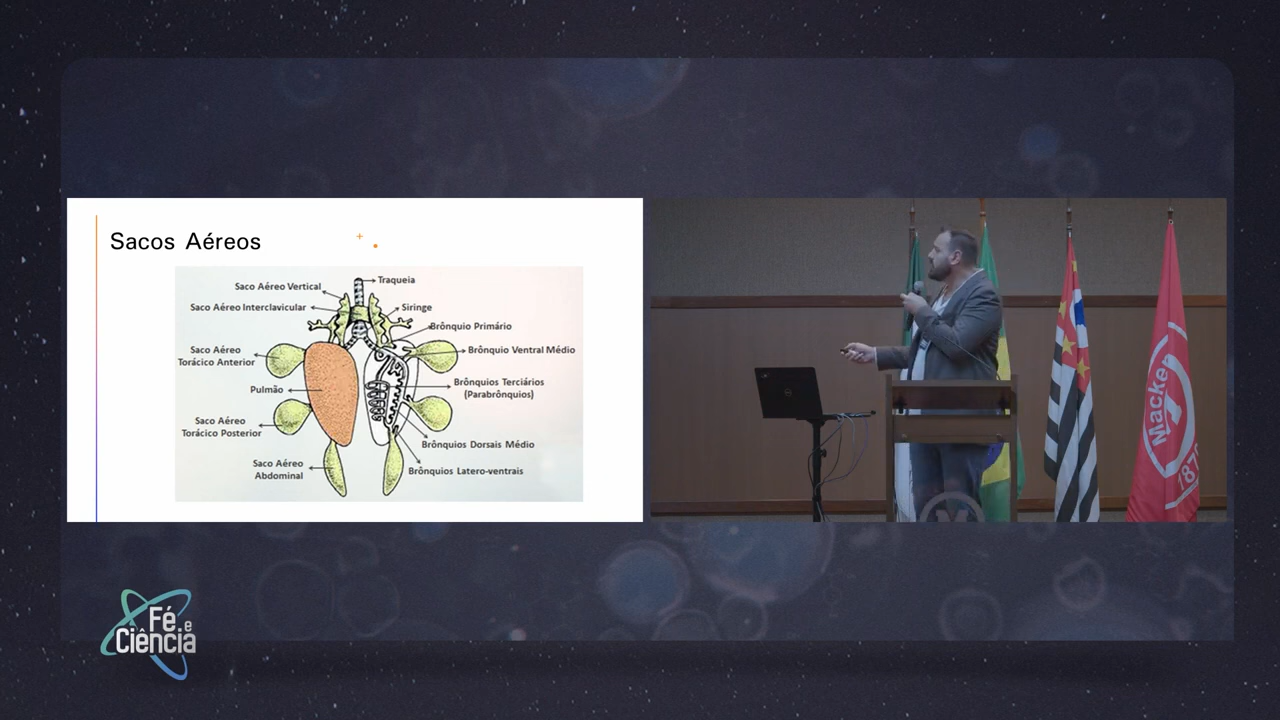 Sacos Aéreos
Traqueia
Saco Aéreo Vertical
Saco Aéreo Interclavicular
Siringe
Brônquio Primário
Saco Aéreo
Torácico Anterior
Brônquio Ventral Médio
Pulmão
Brônquios Terciários
(Parabrônquios)
Saco Aéreo
Torácico Posterior
Brônquios Dorsais Médio
Saco Aéreo
Abdominal
Brônquios Latero-ventrais
Macke
187
Fé e
Ciência